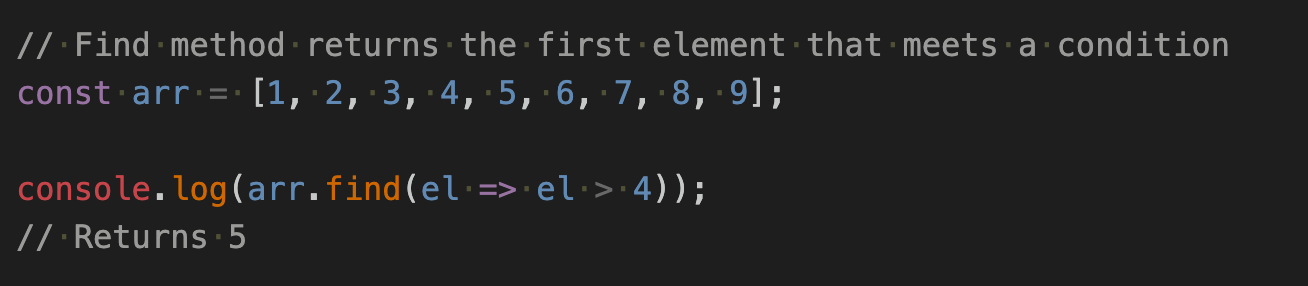 // Find method returns the first element that meets a condition
const arr = [1, 2, 3, 4, 5, 6, 7, 8, 9];
console.log(arr.find(el => el > 4));
// Returns 5